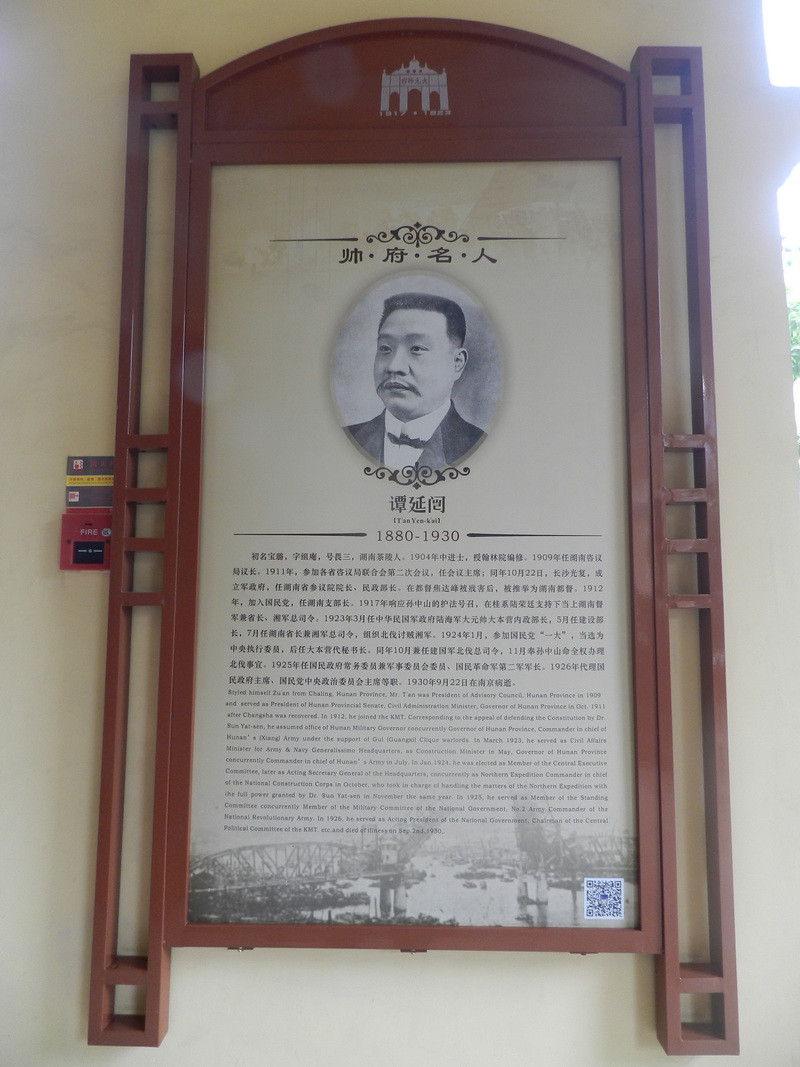 大元帅府
1917 • 1923
帅·府·名·人
谭延闿
[T'an Yen-k'ai]
1880-1930
初名宝璐，字组庵，号畏三，湖南茶陵人。1904年中进士，授翰林院编修。1909年任湖南咨议
局议长。1911年，参加各省咨议局联合会第二次会议，任会议主席；同年10月22日，长沙光复，成
立军政府，任湖南省参议院院长，民政部长。在都督焦达峰被戕害后，被推举为湖南都督。1912
年，加入国民党，任湖南支部长。1917年响应孙中山的护法号召，在桂系陆荣廷支持下当上湖南督
军兼省长，湘军总司令。1923年3月任中华民国军政府陆海军大元帅大本营内政部长，5月任建设部
长，7月任湖南省长兼湘军总司令，组织北伐讨贼湘军。1924年1月，参加国民党“一大”，当选为
中央执行委员，后任大本营代秘书长。同年10月兼任建国军北伐总司令，11月奉孙中山命全权办理
北伐事宜。1925年任国民政府常务委员兼军事委员会委员、国民革命军第二军军长。1926年代理国
民政府主席、国民党中央政治委员会主席等职。1930年9月22日在南京病逝。
Styled himself Zu'an from Chaling, Hunan Province, Mr. T'an was President of Advisory Council, Hunan Province in 1909
and served as President of Hunan Provincial Senate, Civil Administration Minister, Governor of Hunan Province in Oct. 1911
after Changsha was recovered. In 1912, he joined the KMT. Corresponding to the appeal of defending the Constitution by Dr.
Sun Yat-sen, he assumed office of Hunan Military Governor concurrently Governor of Hunan Province, Commander in chief of
Hunan's (Xiang) Army under the support of Gui (Guangxi) Clique warlords. In March 1923, he served as Civil Affairs
Minister for Army & Navy Generalissimo Headquarters, as Construction Minister in May, Governor of Hunan Province
concurrently Commander in chief of Hunan's Army in July. In Jan.1924, he was elected as Member of the Central Executive
Committee, later as Acting Secretary General of the Headquarters, concurrently as Northern Expedition Commander in chief
of the National Construction Corps in October, who took in charge of handling the matters of the Northern Expedition with
the full power granted by Dr. Sun Yat-sen in November the same year. In 1925, he served as Member of the Standing
Committee concurrently Member of the Military Committee of the National Government, No.2 Army Commander of the
National Revolutionary Army. In 1926, he served as Acting President of the National Government, Chairman of the Central
Political Committee of the KMT. etc.and died of illness on Sep.22nd,1930.
FIRE